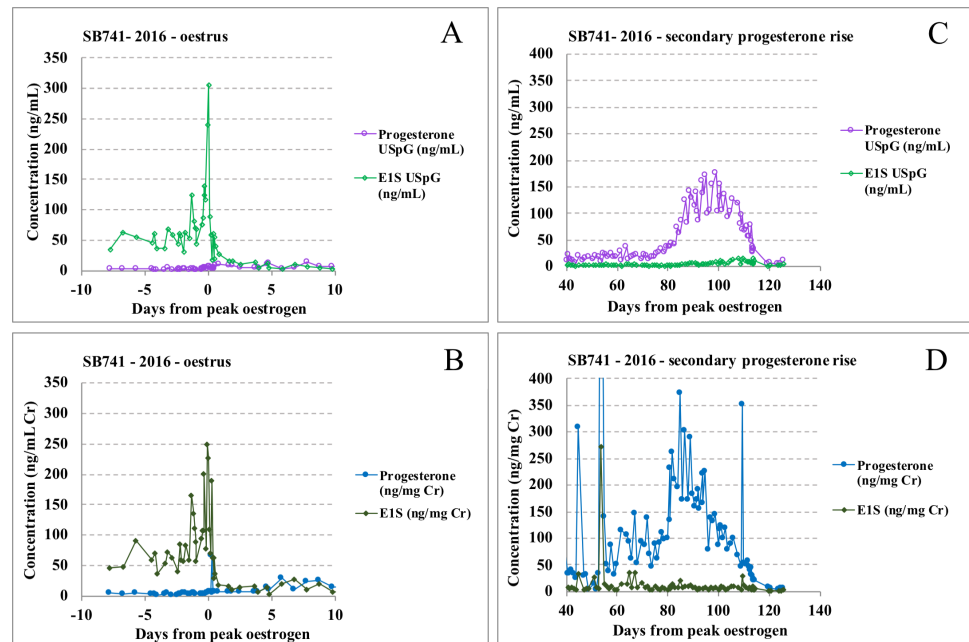 SB741- 2016 - oestrus
A
Concentration (ng/mL)
350
300
250
200
150
100
50
0
-10
-5
0
5
10
Days from peak oestrogen
Progesterone
USpG (ng/mL)
E1S USpG
(ng/mL)
SB741 - 2016 - secondary progesterone rise
C
Concentration (ng/mL)
400
350
300
250
200
150
100
50
0
40
60
80
100
120
140
Days from peak oestrogen
Progesterone
USpG (ng/mL)
E1S USpG
(ng/mL)
SB741 - 2016 - oestrus
B
Concentration (ng/mL Cr)
350
300
250
200
150
100
50
0
-10
-5
0
5
10
Days from peak oestrogen
Progesterone
(ng/mg Cr)
E1S (ng/mg Cr)
SB741 - 2016 - secondary progesterone rise
D
Concentration (ng/mg Cr)
400
350
300
250
200
150
100
50
0
40
60
80
100
120
140
Days from peak oestrogen
Progesterone
(ng/mg Cr)
E1S (ng/mg Cr)